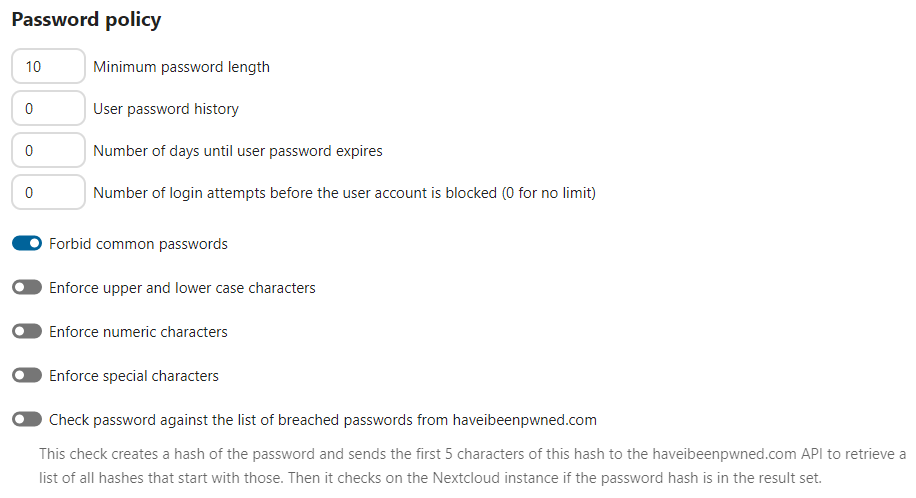 Password policy
10 Minimum password length
0 User password history
0 Number of days until user password expires
0 Number of login attempts before the user account is blocked (0 for no limit)
Forbid common passwords
Enforce upper and lower case characters
Enforce numeric characters
Enforce special characters
Check password against the list of breached passwords from haveibeenpwned.com
This check creates a hash of the password and sends the first 5 characters of this hash to the haveibeenpwned.com API to retrieve a
list of all hashes that start with those. Then it checks on the Nextcloud instance if the password hash is in the result set.